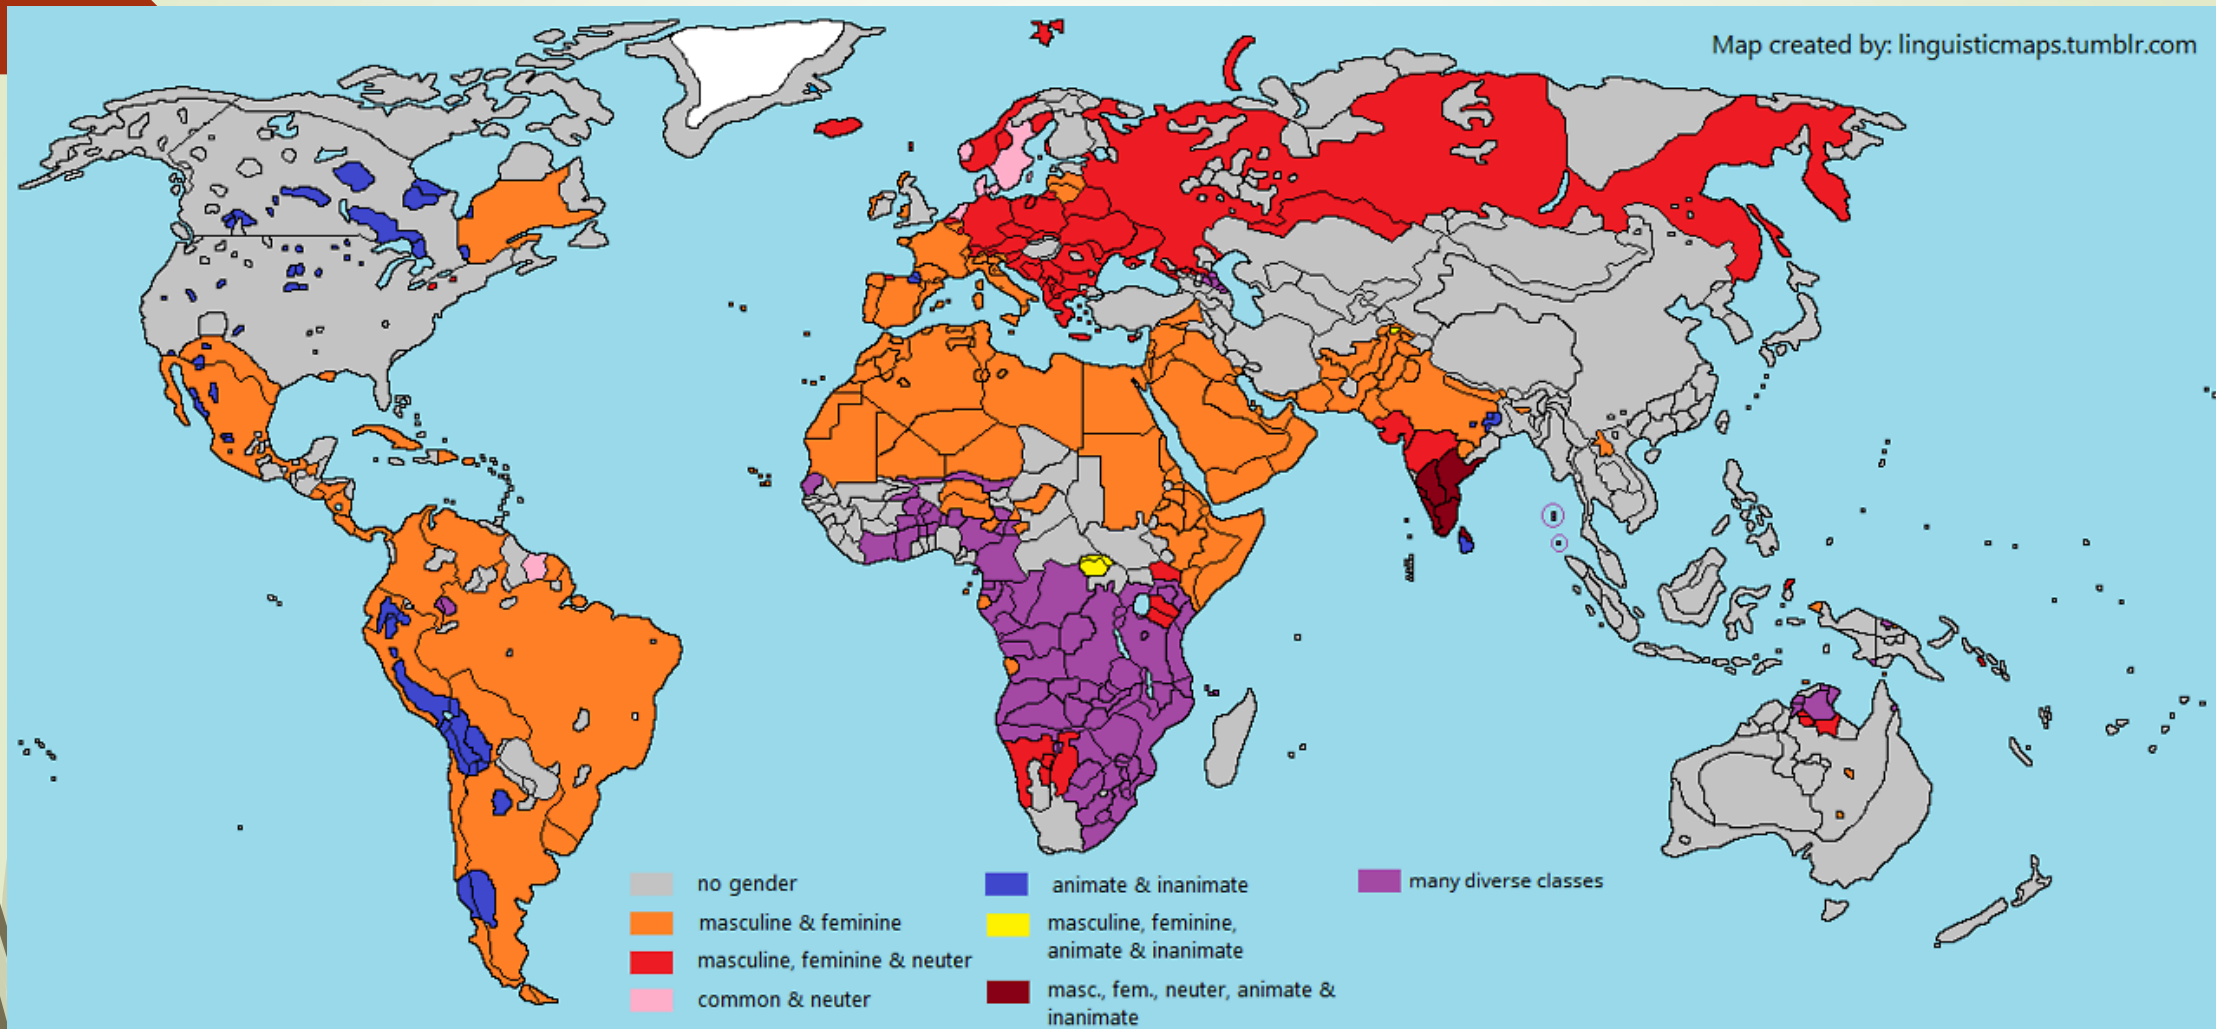 Map created by: linguisticmaps.tumblr.com
no gender
masculine & feminine
masculine, feminine & neuter
common & neuter
animate & inanimate
masculine, feminine,
animate & inanimate
masc., fem., neuter, animate &
inanimate
many diverse classes